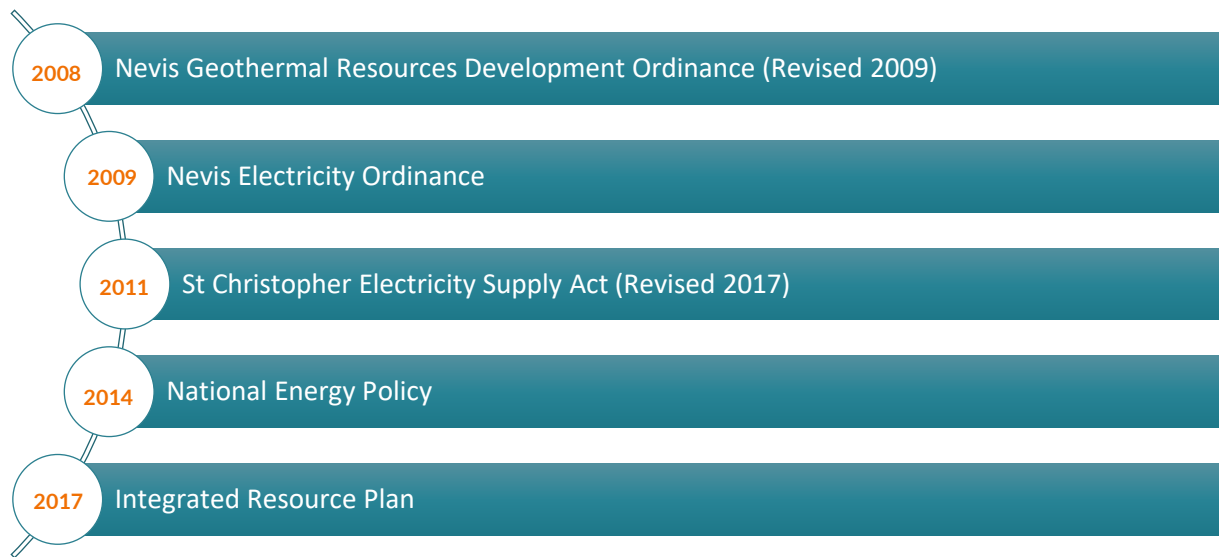 2008 Nevis Geothermal Resources Development Ordinance (Revised 2009)
2009 Nevis Electricity Ordinance
2011 St Christopher Electricity Supply Act (Revised 2017)
2014 National Energy Policy
2017 Integrated Resource Plan